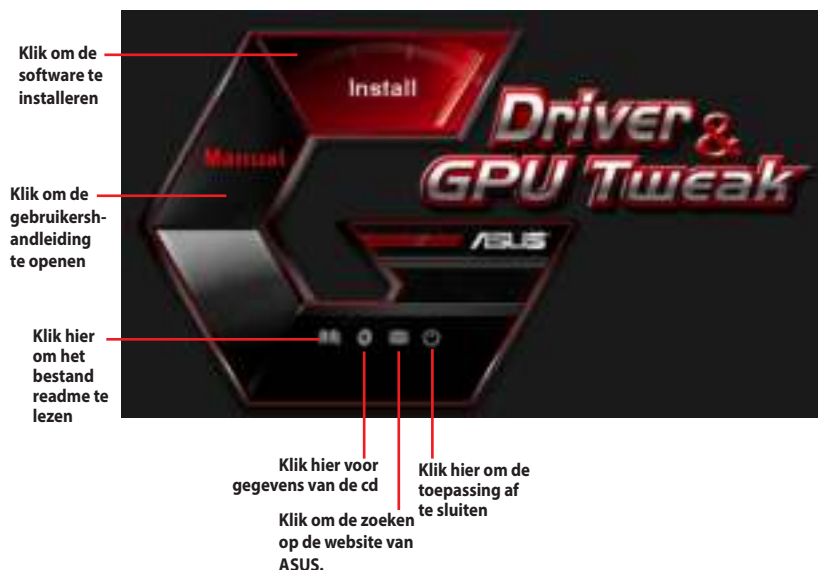 Klik om de
software te
installeren
Install
Driver &
GPU Tweak
Manual
Klik om de
gebruikersh-
andleiding
te openen
ASUS
Klik hier
om het
bestand
readme te
lezen
Klik hier voor
gegevens van de cd
Klik hier om de
toepassing af
te sluiten
Klik om de zoeken
op de website van
ASUS.